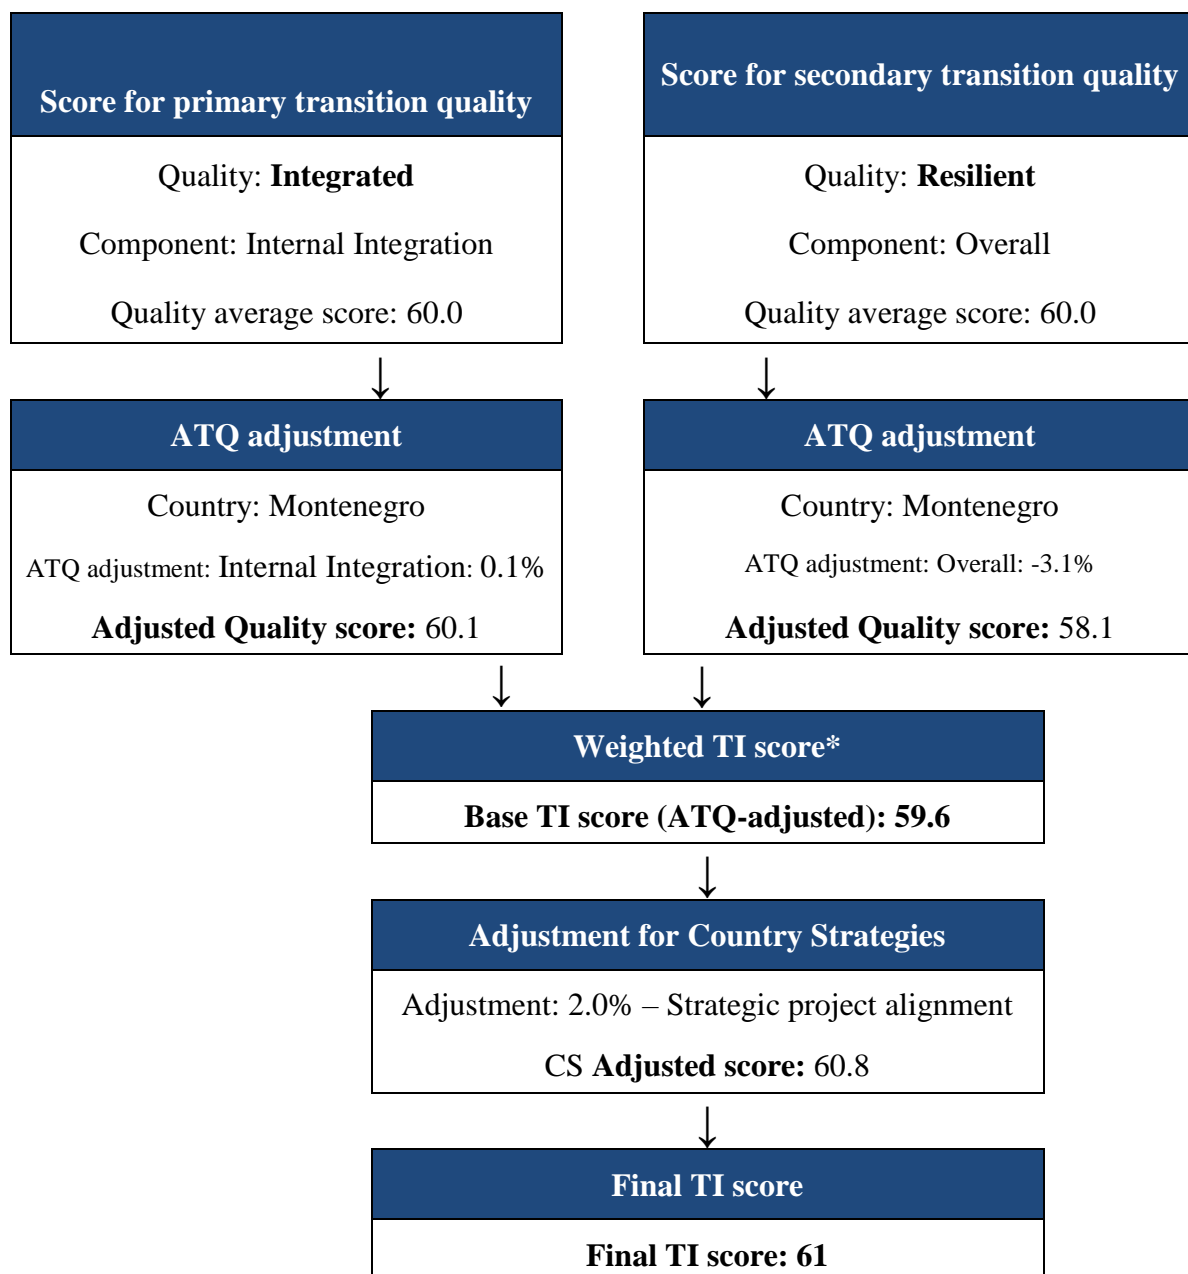 Score for primary transition quality
Quality: Integrated
Component: Internal Integration
Quality average score: 60.0
Score for secondary transition quality
Quality: Resilient
Component: Overall
Quality average score: 60.0
ATQ adjustment
Country: Montenegro
ATQ adjustment: Internal Integration: 0.1%
Adjusted Quality score: 60.1
ATQ adjustment
Country: Montenegro
ATQ adjustment: Overall: -3.1%
Adjusted Quality score: 58.1
Weighted TI score*
Base TI score (ATQ-adjusted): 59.6
Adjustment for Country Strategies
Adjustment: 2.0% – Strategic project alignment
CS Adjusted score: 60.8
Final TI score
Final TI score: 61